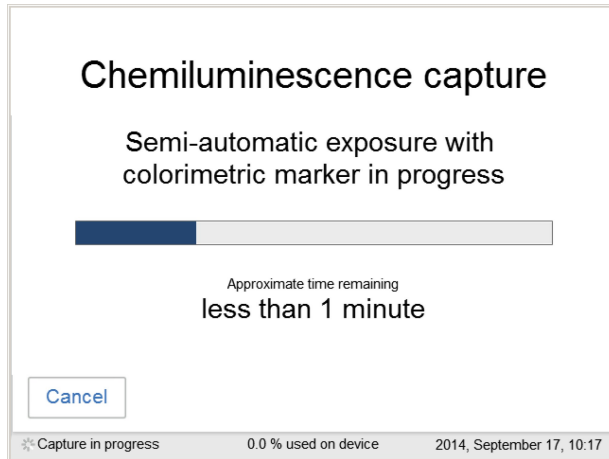 Chemiluminescence capture
Semi-automatic exposure with
colorimetric marker in progress
Approximate time remaining
less than 1 minute
Cancel
Capture in progress 0.0 % used on device 2014, September 17, 10:17